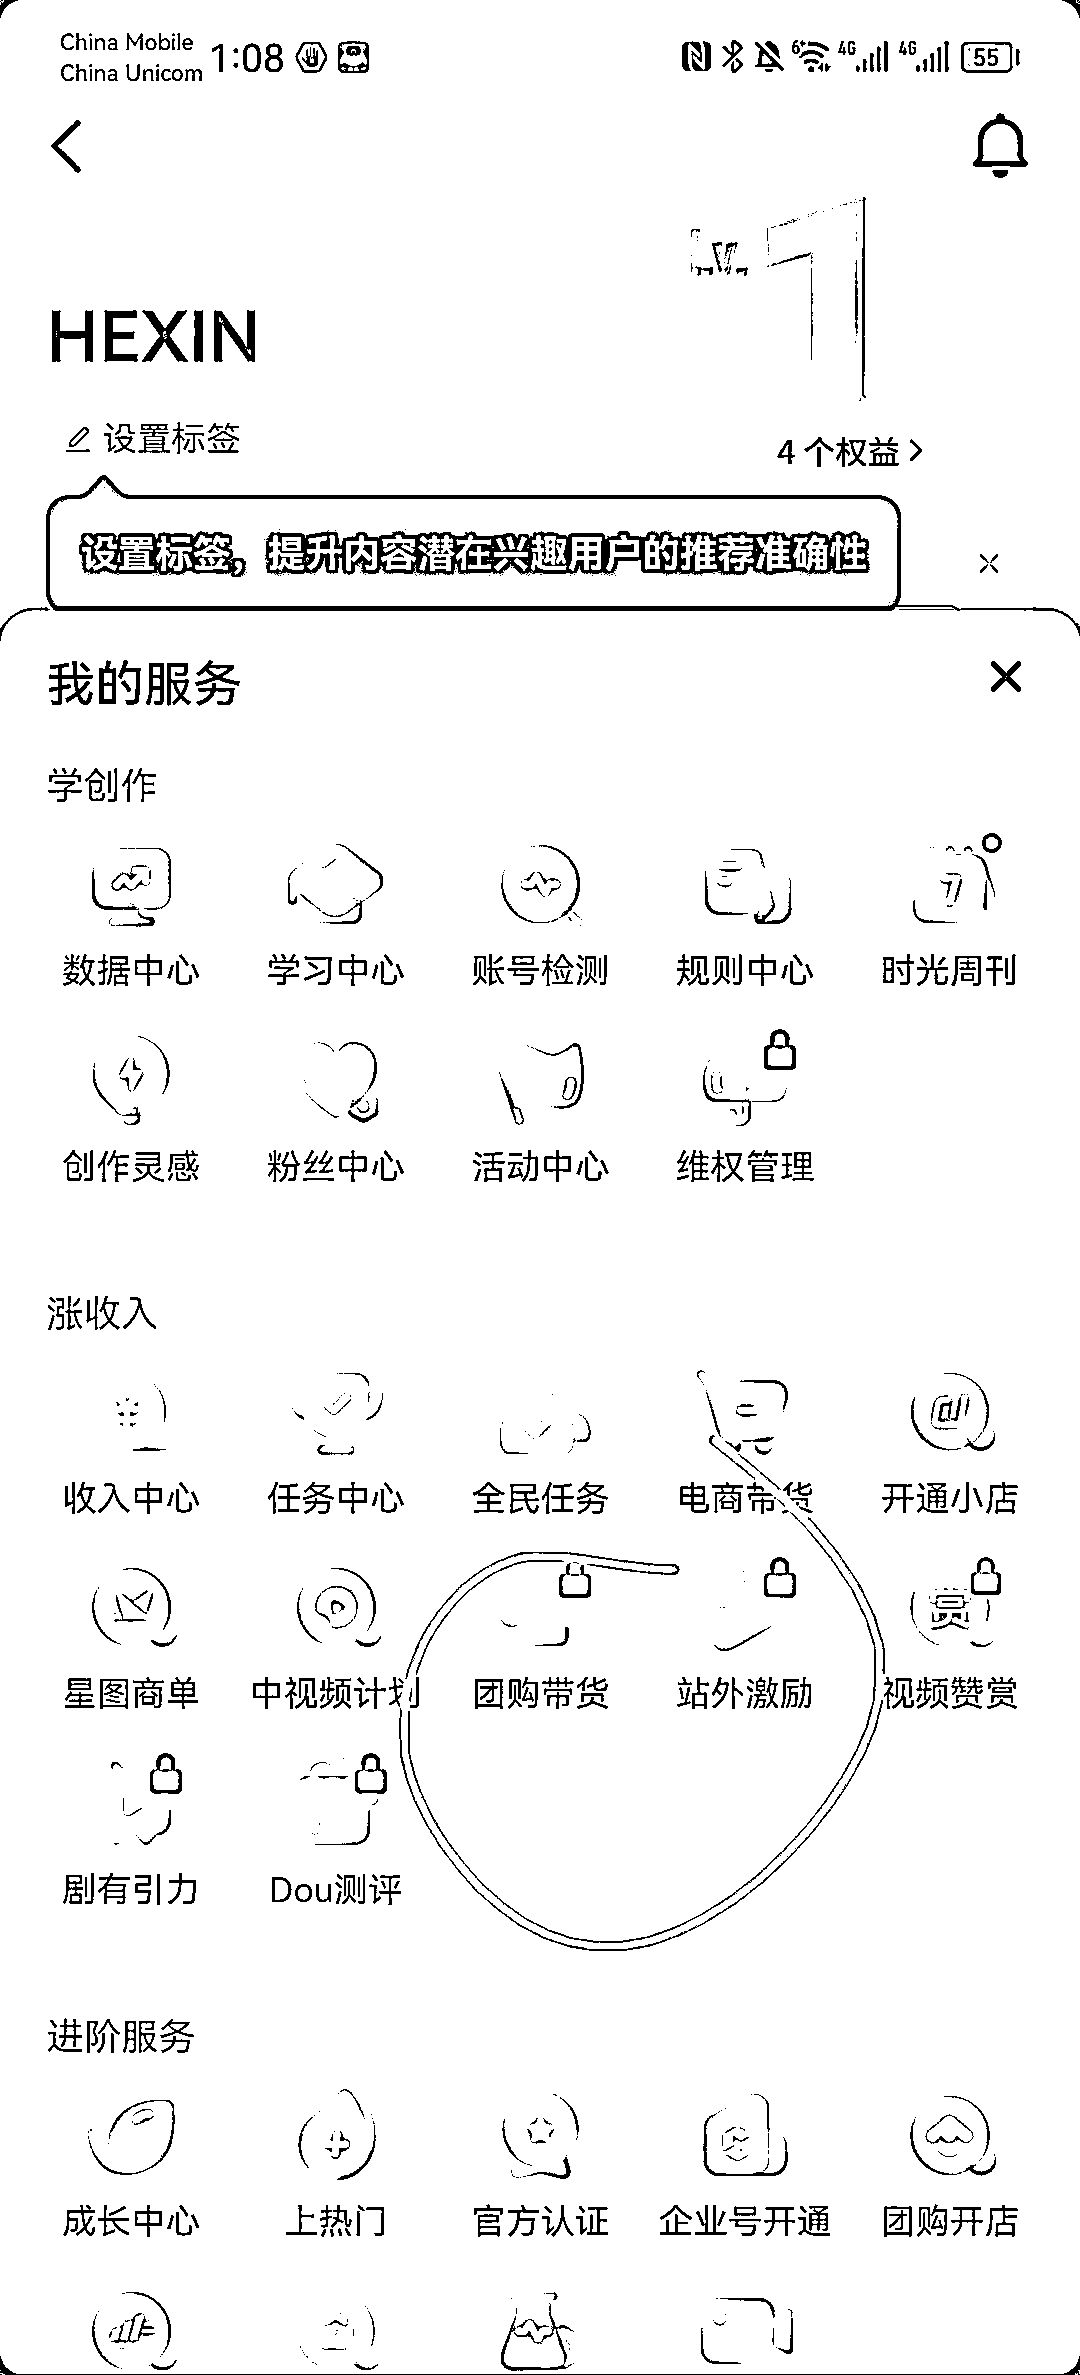 China Mobile
China Unicom
1:08
6+
4G
4G
55
Lv.
1
HEXIN
设置标签
4个权益
设置标签，提升内容潜在兴趣用户的推荐准确性
我的服务
学创作
7
数据中心 学习中心 账号检测 规则中心 时光周刊
创作灵感 粉丝中心 活动中心 维权管理
涨收入
收入中心 任务中心 全民任务 电商带货 开通小店
赏
星图商单 中视频计划 团购带货 站外激励 视频赞赏
剧有引力 Dou测评
进阶服务
成长中心 上热门 官方认证 企业号开通 团购开店